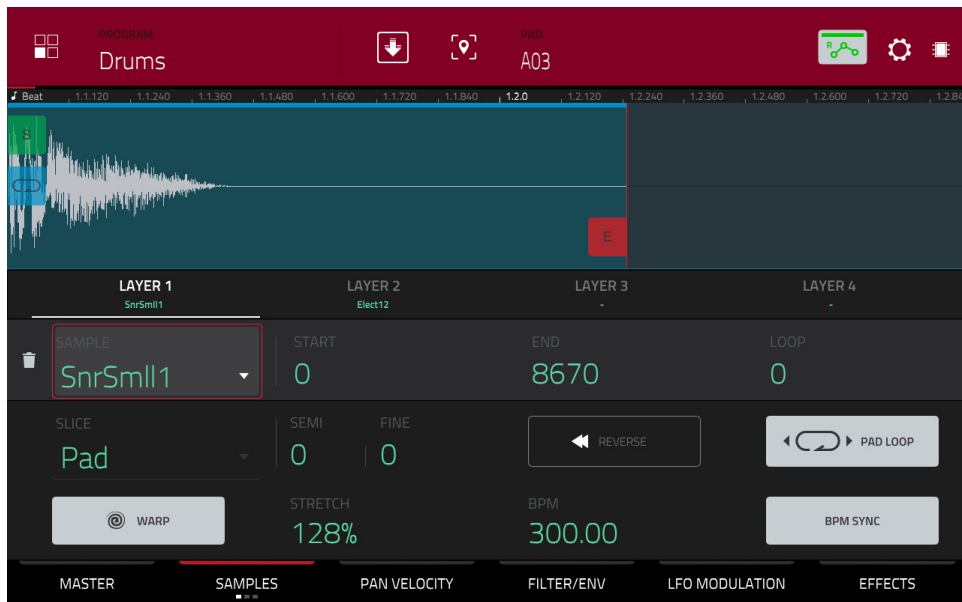 PROGRAM PAD
Drums A03
R
Beat 1.1.120 1.1.240 1.1.360 1.1.480 1.1.600 1.1.720 1.1.840 1.2.0 1.2.120 1.2.240 1.2.360 1.2.480 1.2.600 1.2.720 1.2.84
S
E
LAYER 1 LAYER 2 LAYER 3 LAYER 4
SnrSmll1 Elect12 - -
SAMPLE START END LOOP
SnrSmll1 0 8670 0
SLICE SEMI FINE
Pad 0 0
REVERSE PAD LOOP
WARP STRETCH BPM BPM SYNC
128% 300.00
MASTER SAMPLES PAN VELOCITY FILTER/ENV LFO MODULATION EFFECTS